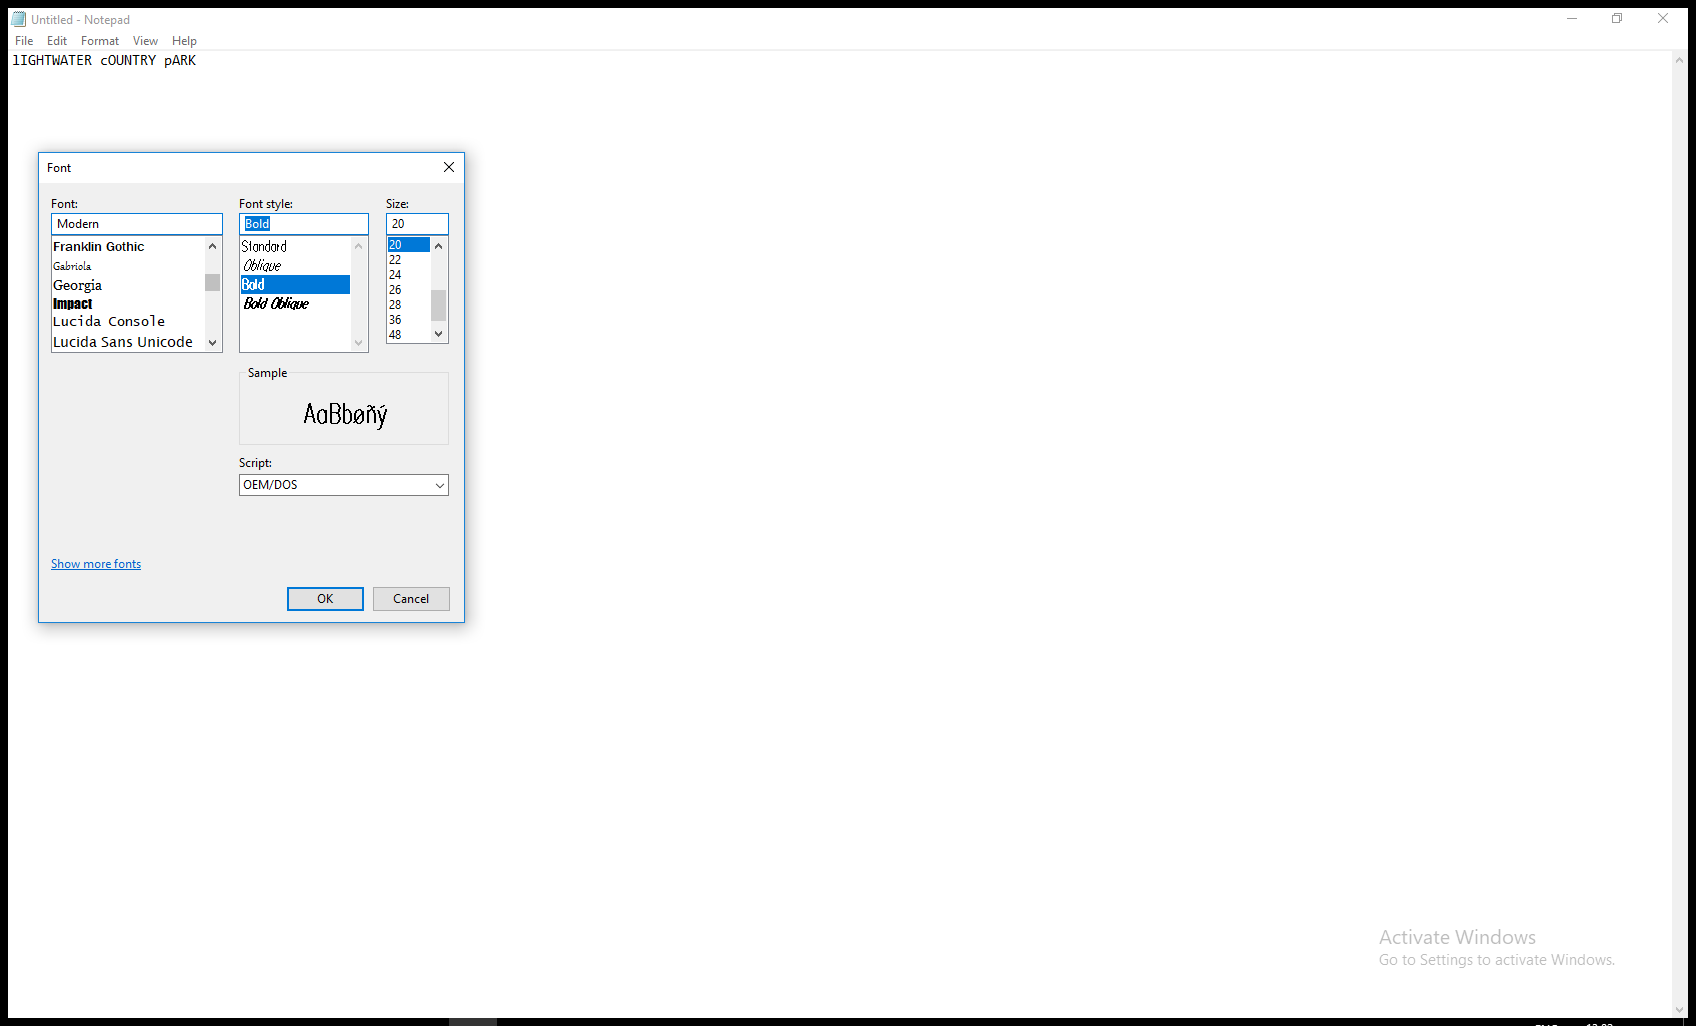 Untitled - Notepad
File Edit Format View Help
lIGHTWATER cOUNTRY pARK
Font
Font: Font style: Size:
Modern Bold 20
Franklin Gothic
Gabriola
Georgia
Impact
Lucida Console
Lucida Sans Unicode
Standard
Oblique
Bold
Bold Oblique
20
22
24
26
28
36
48
Sample
AaBbøñý
Script:
OEM/DOS
Show more fonts
OK Cancel
Activate Windows
Go to Settings to activate Windows.